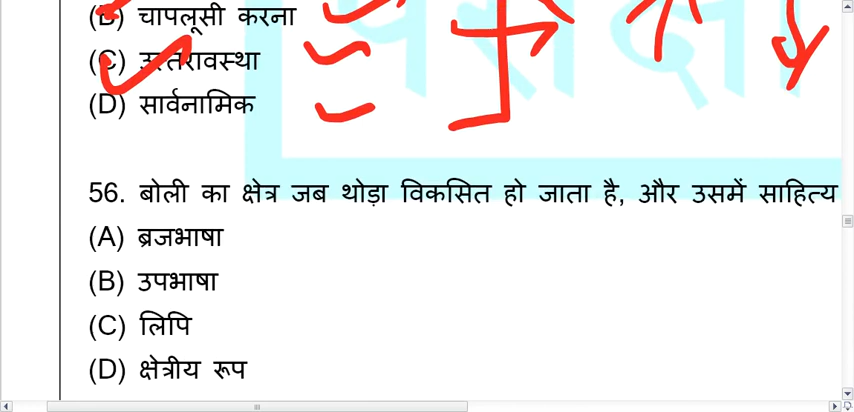 (B) चापलूसी करना
(C) उत्तरावस्था
(D) सार्वनामिक
56. बोली का क्षेत्र जब थोड़ा विकसित हो जाता है, और उसमें साहित्य
(A) ब्रजभाषा
(B) उपभाषा
(C) लिपि
(D) क्षेत्रीय रूप